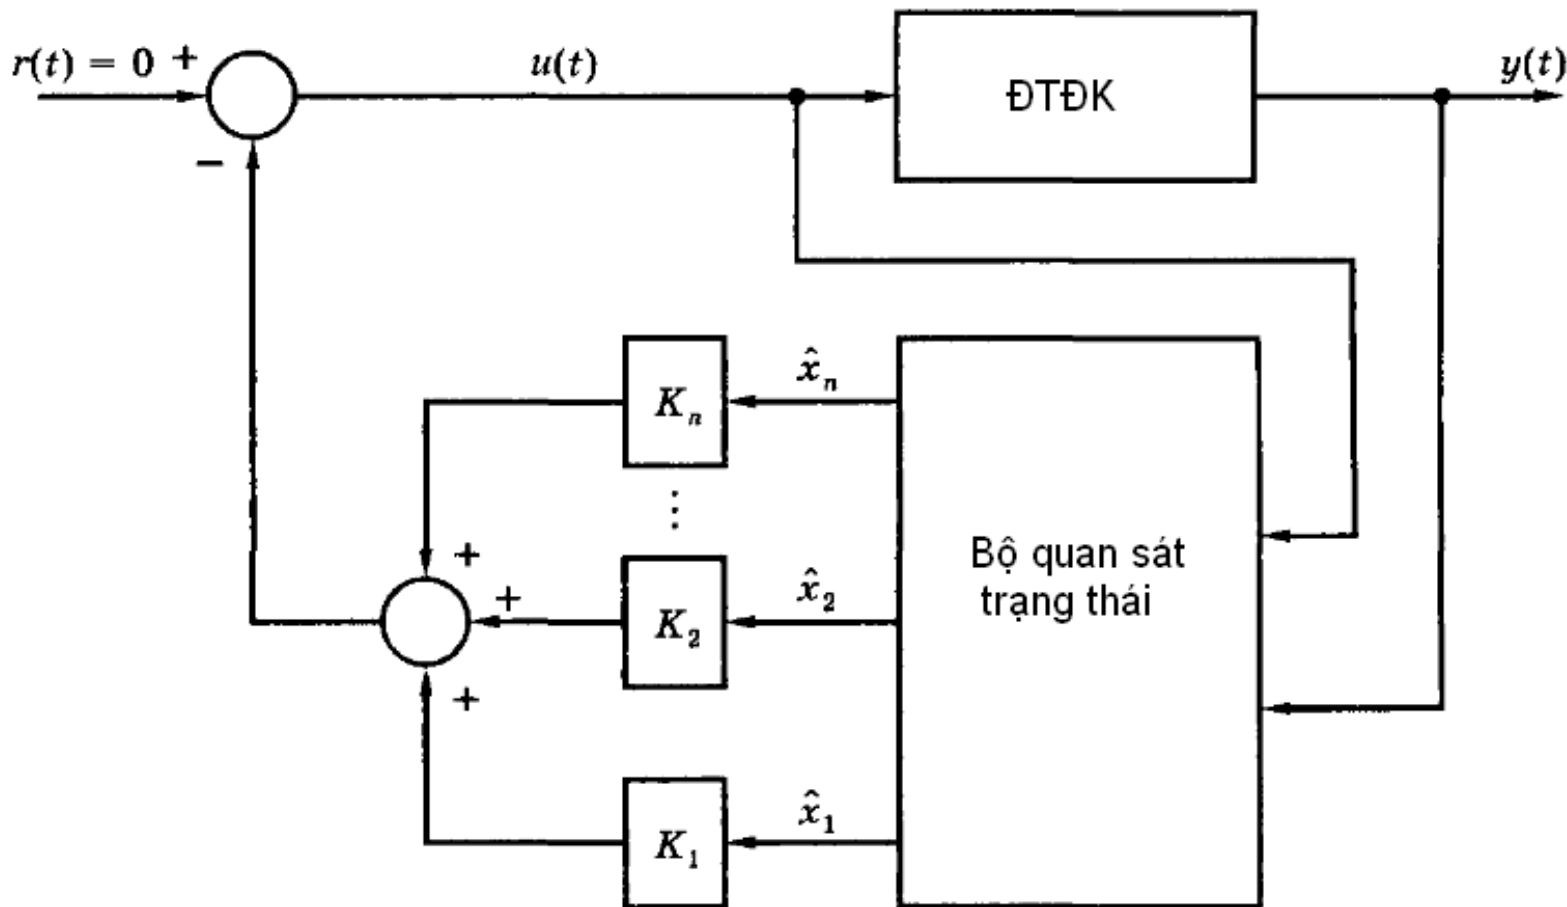 r(t) = 0 + u(t) ĐTĐK y(t)
−
x̂ₙ
Kₙ
⋮
+
Bộ quan sát
trạng thái
+ K₂ x̂₂
+
K₁ x̂₁